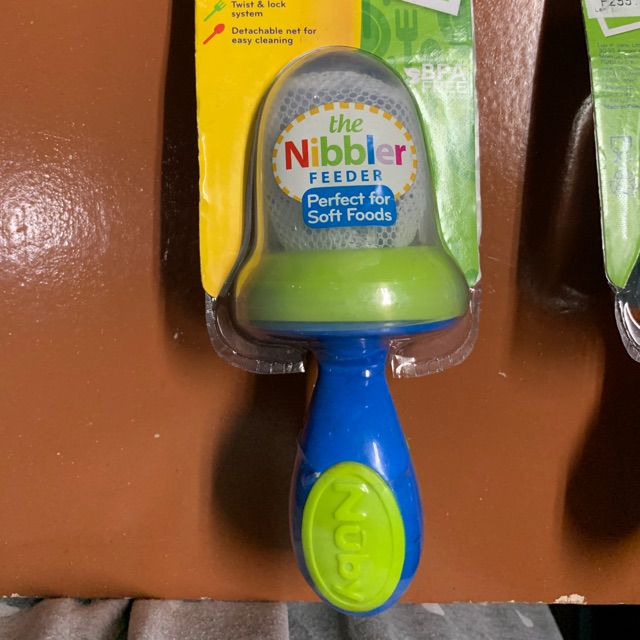 Twist & lock
system
Detachable net for
easy cleaning
BPA
FREE
the
Nibbler
FEEDER
Perfect for
Soft Foods
Nuby